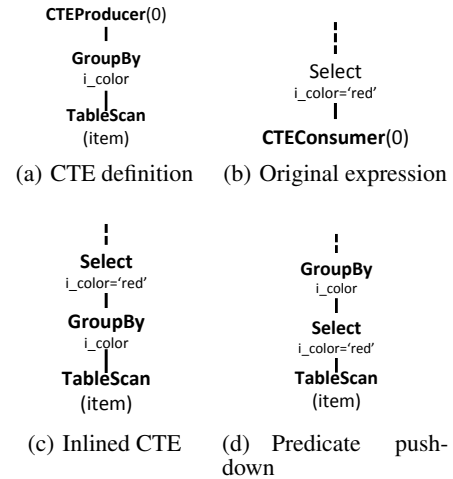 CTEProducer(0)
GroupBy
i_color
TableScan
(item)
(a) CTE definition
Select
i_color=‘red’
CTEConsumer(0)
(b) Original expression
Select
i_color=‘red’
GroupBy
i_color
TableScan
(item)
(c) Inlined CTE
GroupBy
i_color
Select
i_color=‘red’
TableScan
(item)
(d) Predicate push-
down